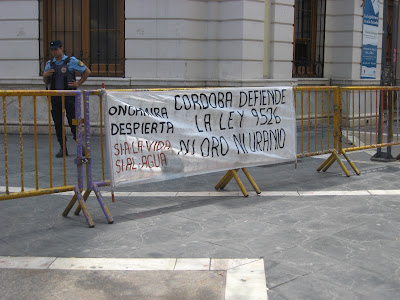 ONGAMIRA
DESPIERTA
SI A LA VIDA
SI AL AGUA
CORDOBA DEFIENDE
LA LEY 9526
NI ORO NI URANIO